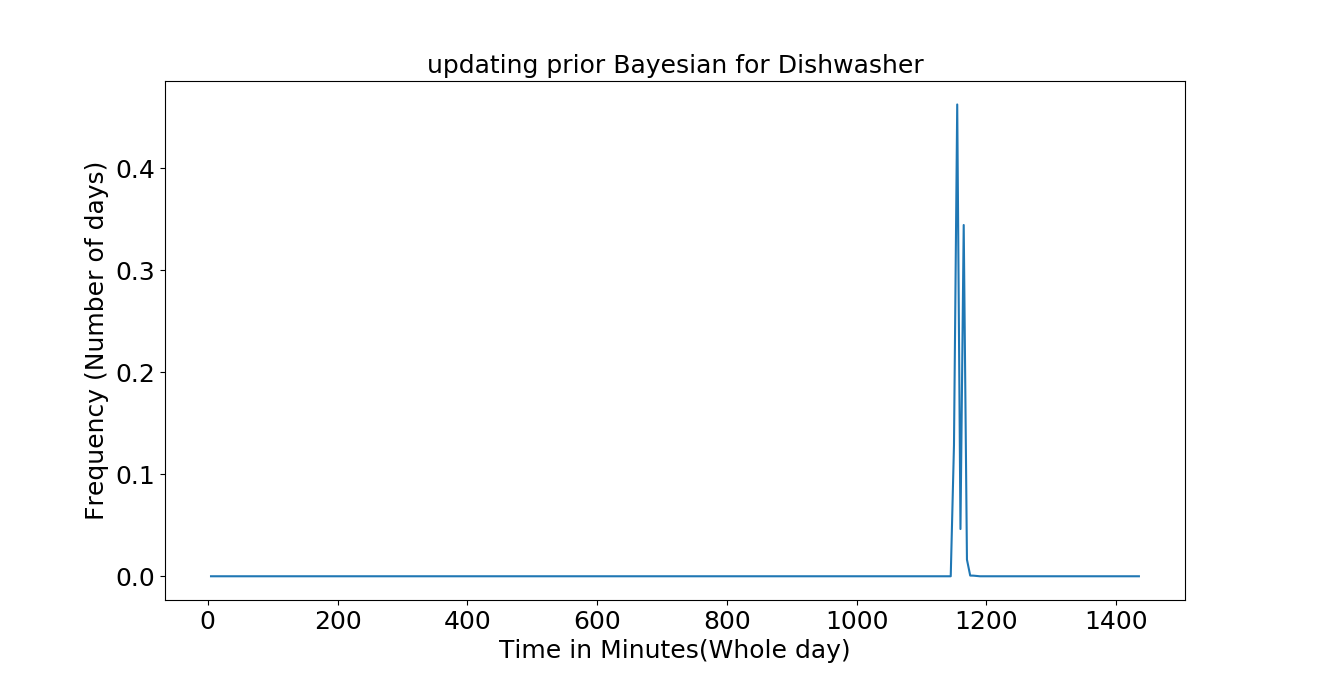 updating prior Bayesian for Dishwasher
Frequency (Number of days)
0.4
0.3
0.2
0.1
0.0
0 200 400 600 800 1000 1200 1400
Time in Minutes(Whole day)